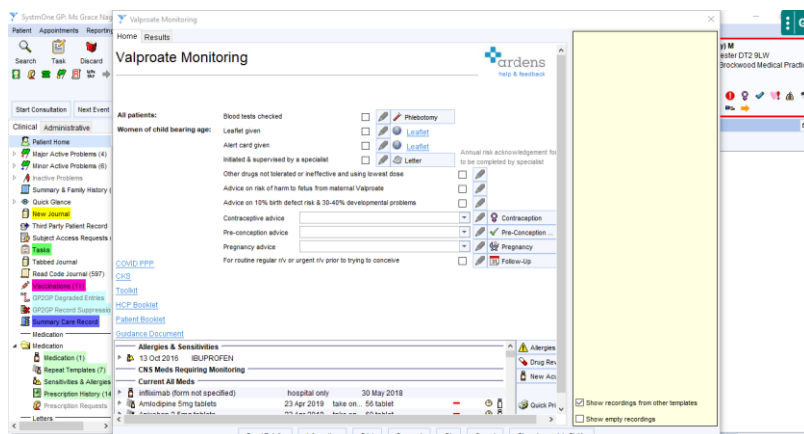 SystmOne GP: Ms Grace Nag
Patient Appointments Reporting
Search Task Discard
Start Consultation Next Event
Clinical Administrative
Patient Home
Major Active Problems (4)
Minor Active Problems (6)
Inactive Problems
Summary & Family History (
Quick Glance
New Journal
Third Party Patient Record
Subject Access Requests
Tasks
Tabbed Journal
Read Code Journal (597)
Vaccinations (11)
GP2GP Degraded Entries
GP2GP Record Suppressio
Summary Care Record
Medication
Medication
Medication (1)
Repeat Templates (7)
Sensitivities & Allergies
Prescription History (14
Prescription Requests
Letters
Valproate Monitoring
Home Results
Valproate Monitoring
ardens
help & feedback
All patients: Blood tests checked Phlebotomy
Women of child bearing age: Leaflet given Leaflet
Alert card given Leaflet
Annual risk acknowledgement fo
Initiated & supervised by a specialist Letter to be completed by specialist
Other drugs not tolerated or ineffective and using lowest dose
Advice on risk of harm to fetus from maternal Valproate
Advice on 10% birth defect risk & 30-40% developmental problems
Contraceptive advice Contraception
Pre-conception advice Pre-Conception ...
Pregnancy advice Pregnancy
For routine regular r/v or urgent r/v prior to trying to conceive Follow-Up
COVID PPP
CKS
Toolkit
HCP Booklet
Patient Booklet
Guidance Document
Allergies & Sensitivities
13 Oct 2016 IBUPROFEN
CNS Meds Requiring Monitoring
Current All Meds
infliximab (form not specified) hospital only 30 May 2018
Amlodipine 5mg tablets 23 Apr 2019 take on... 56 tablet
Allergies
Drug Rev
New Acu
Quick Pri
Show recordings from other templates
Show empty recordings
y) M
ester DT2 9LW
Brockwood Medical Practi